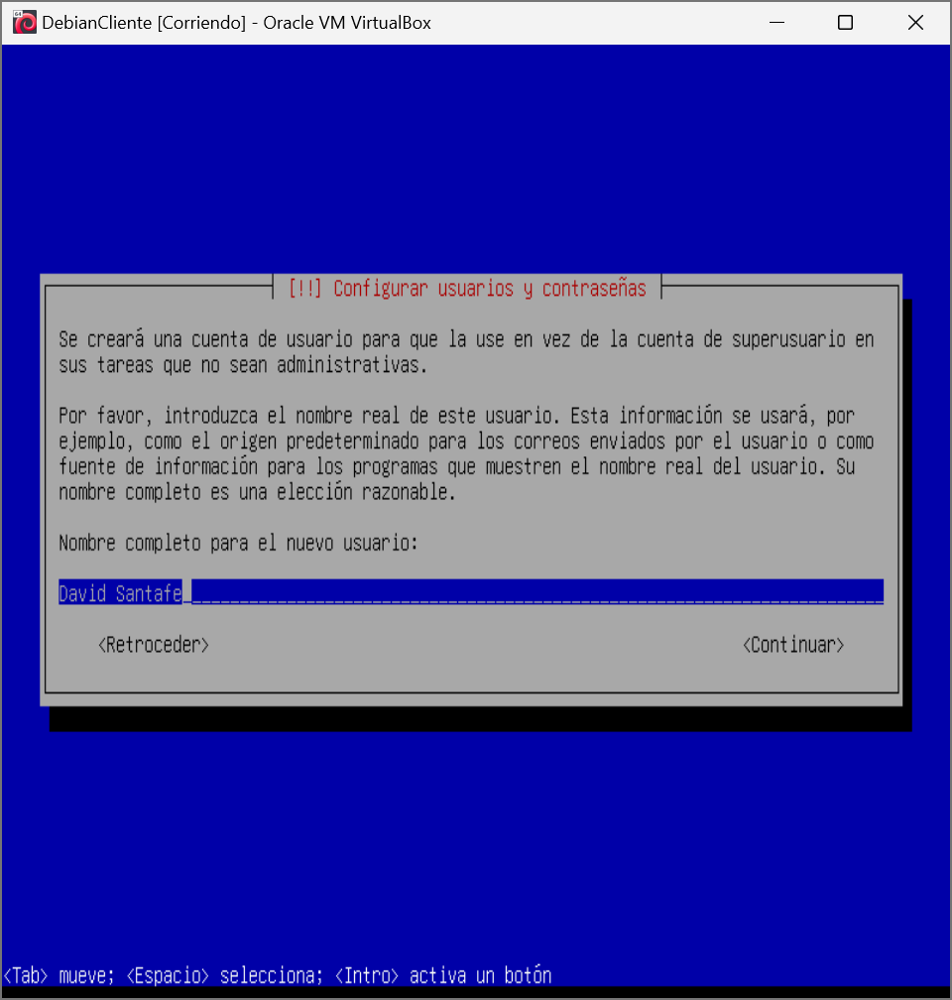 DebianCliente [Corriendo] - Oracle VM VirtualBox
[!!] Configurar usuarios y contraseñas
Se creará una cuenta de usuario para que la use en vez de la cuenta de superusuario en
sus tareas que no sean administrativas.
Por favor, introduzca el nombre real de este usuario. Esta información se usará, por
ejemplo, como el origen predeterminado para los correos enviados por el usuario o como
fuente de información para los programas que muestren el nombre real del usuario. Su
nombre completo es una elección razonable.
Nombre completo para el nuevo usuario:
David Santafe
<Retroceder> <Continuar>
<Tab> mueve; <Espacio> selecciona; <Intro> activa un botón